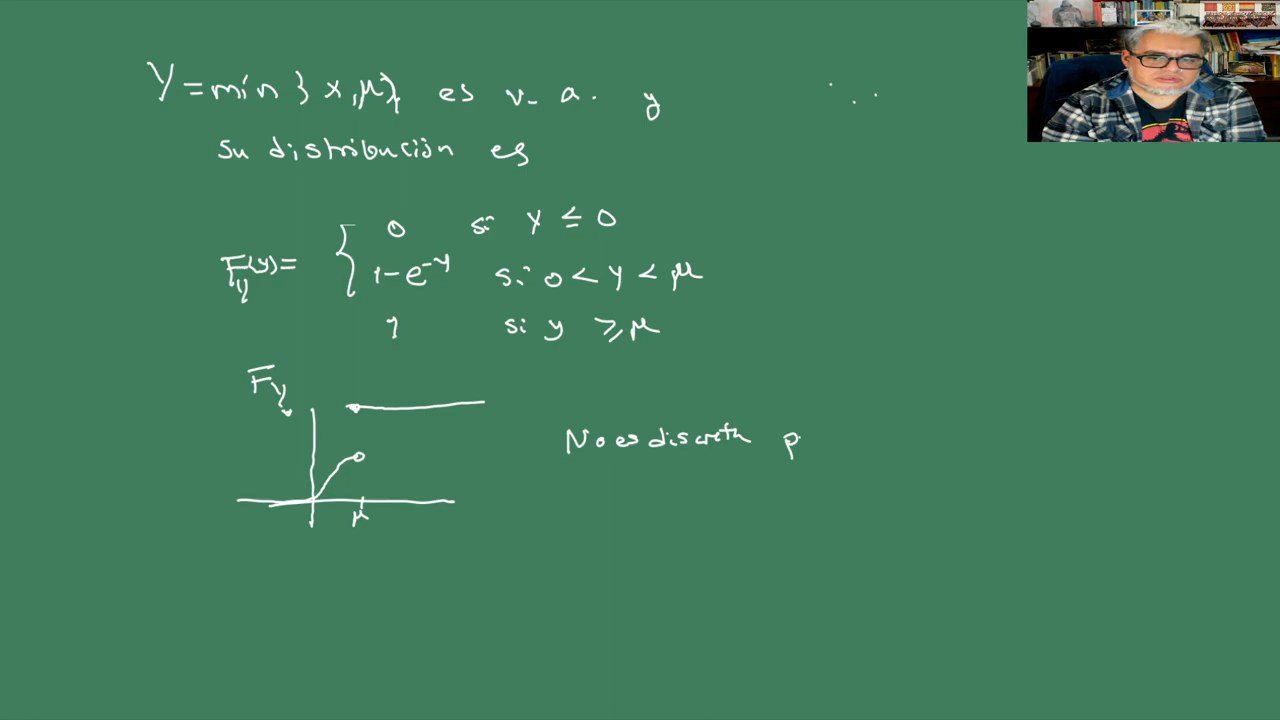 Y = min { x, μ } es v. a. y
Su distribución es
F_Y(y) = { 0 si y ≤ 0
1 - e^{-y} si 0 < y < μ
1 si y ≥ μ
F_Y
No es discreta p
μ